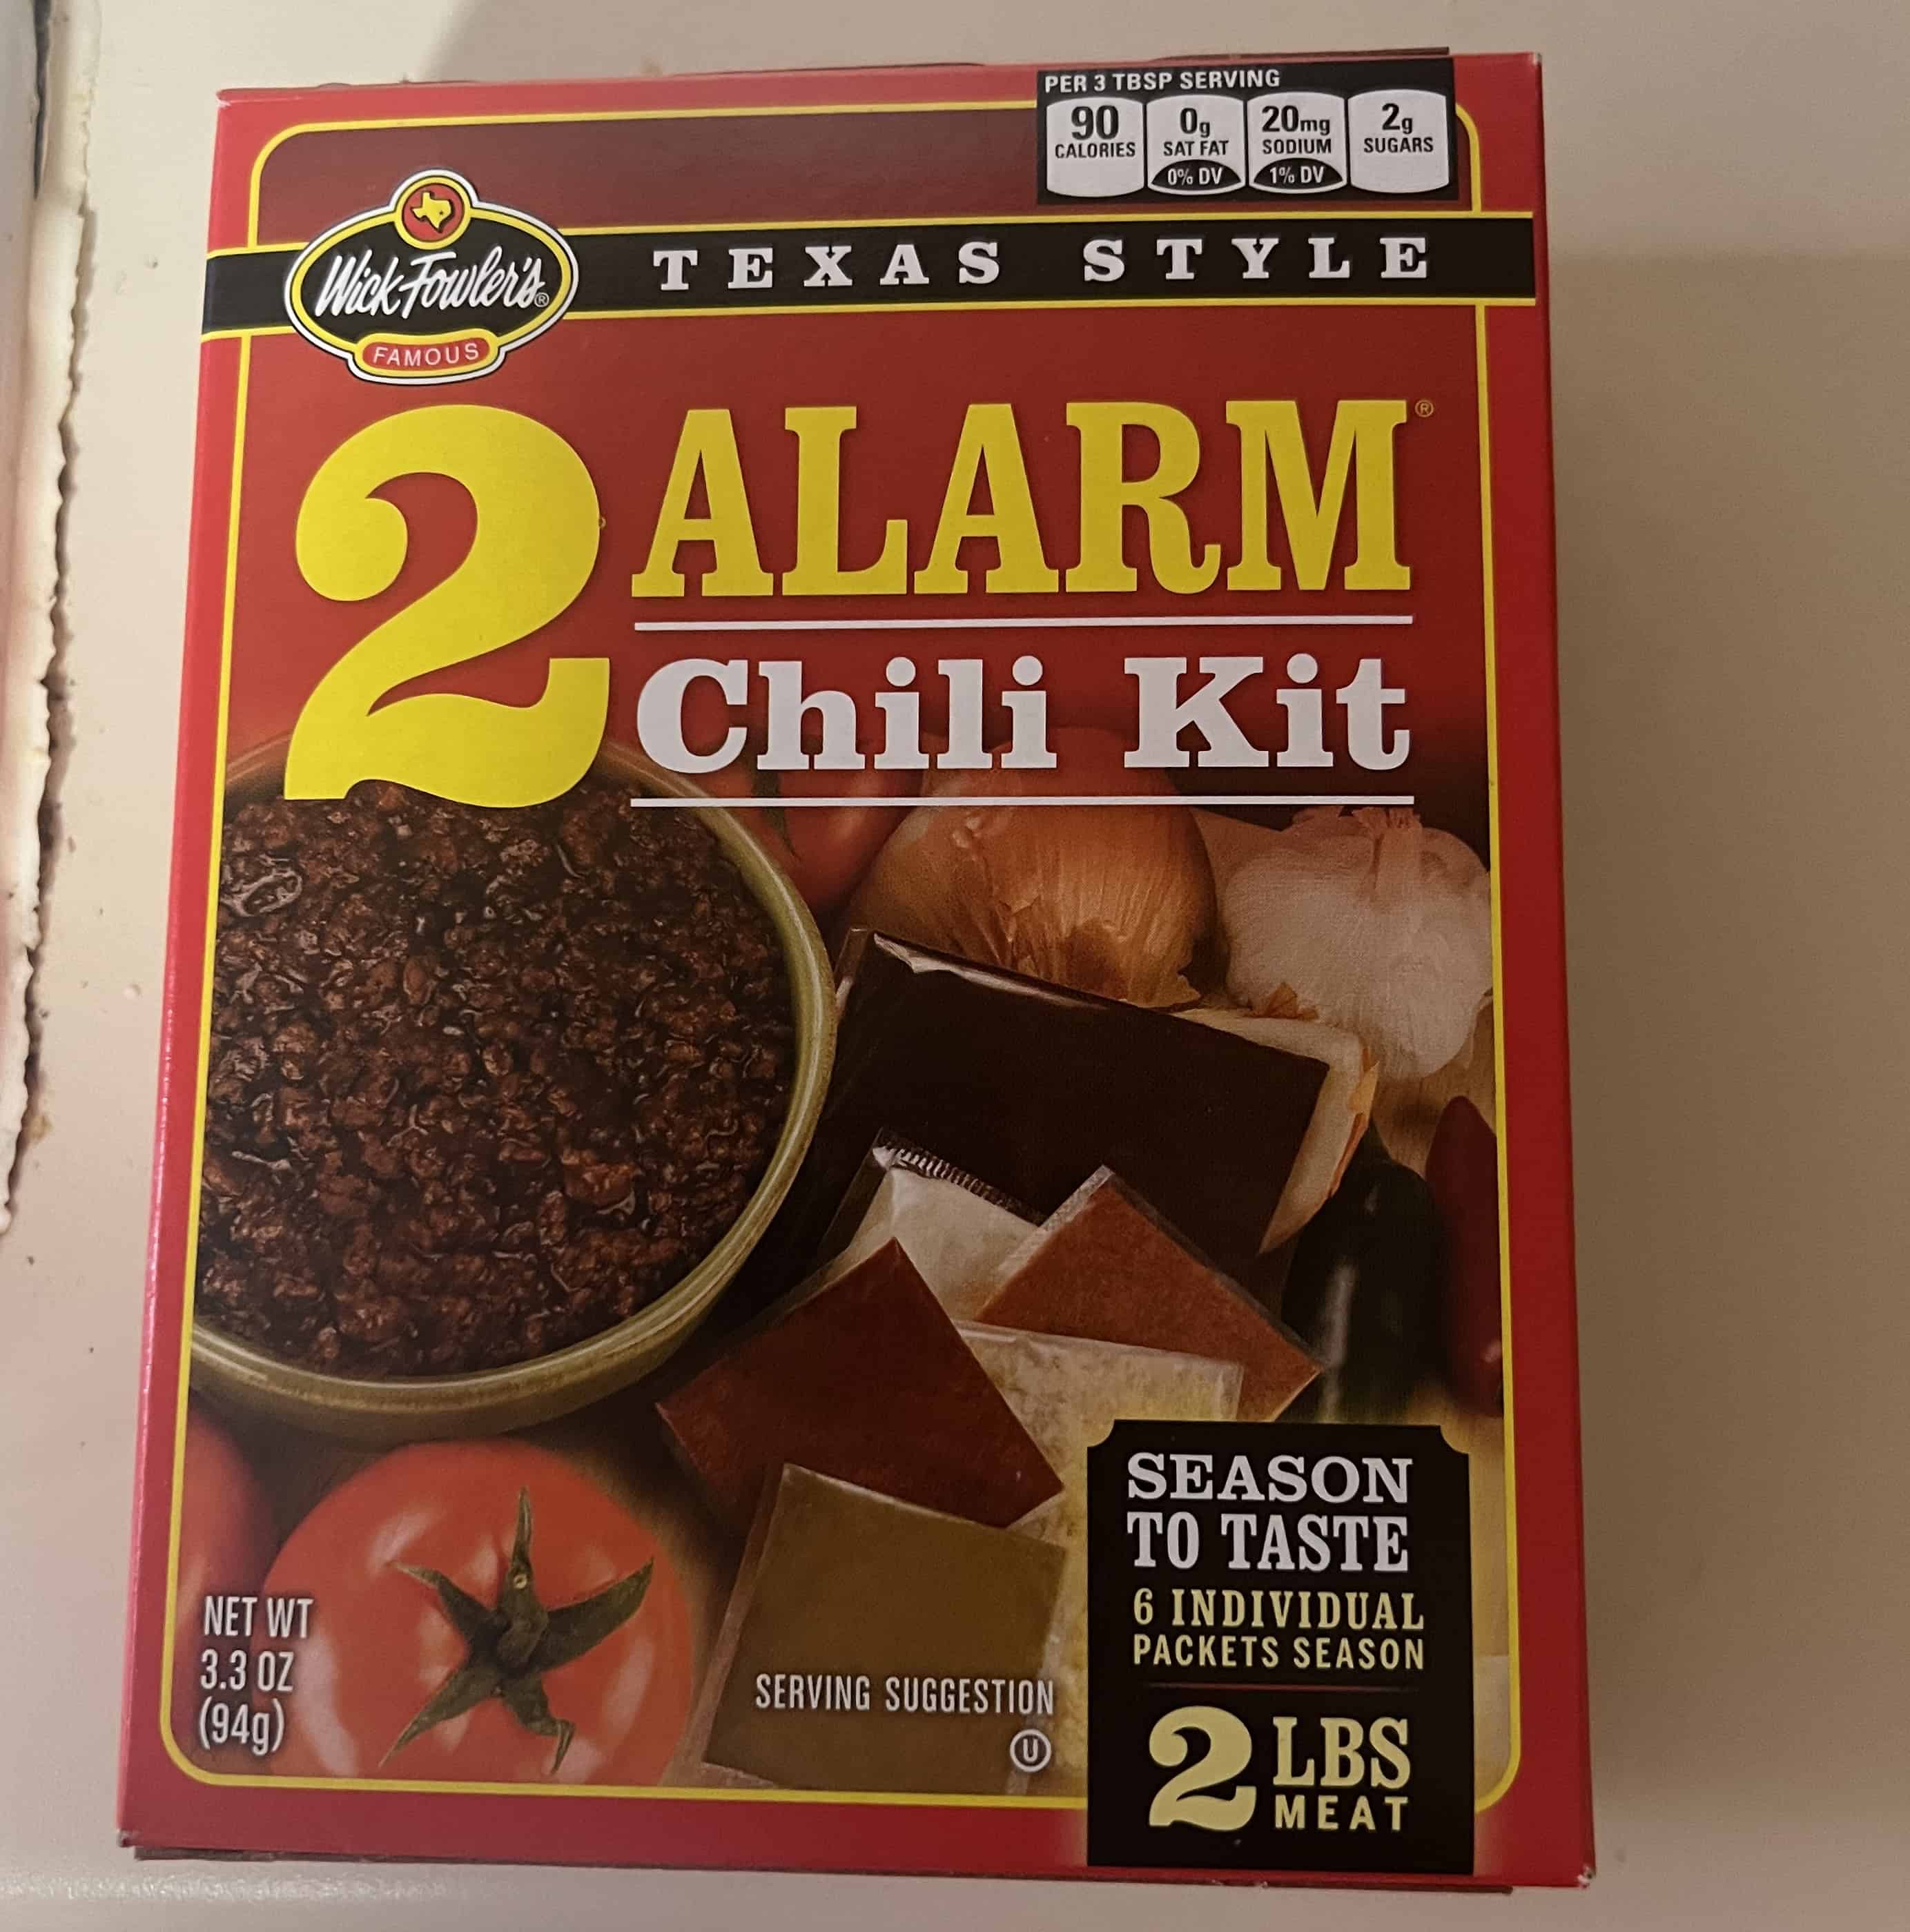 PER 3 TBSP SERVING
90 CALORIES
0g SAT FAT 0% DV
20mg SODIUM 1% DV
2g SUGARS
Wick Fowler's®
FAMOUS
TEXAS STYLE
2 ALARM®
Chili Kit
SEASON
TO TASTE
6 INDIVIDUAL
PACKETS SEASON
2 LBS
MEAT
NET WT
3.3 OZ
(94g)
SERVING SUGGESTION
U